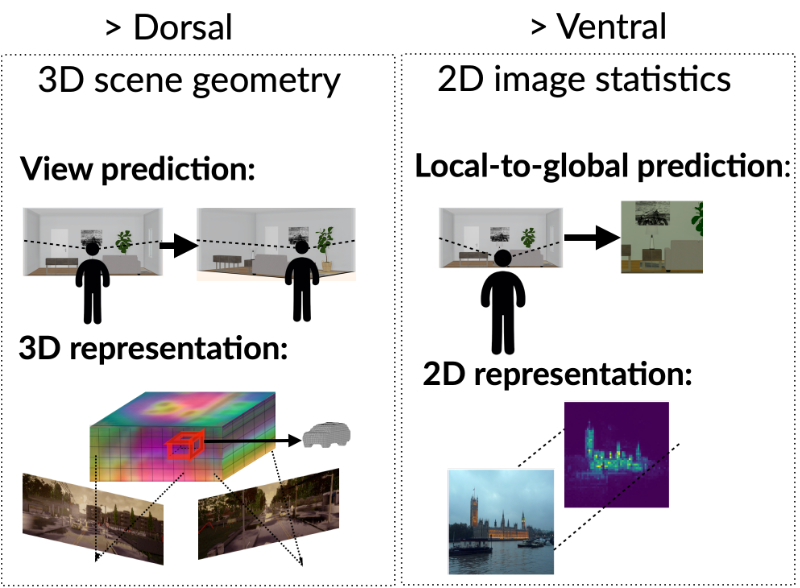 > Dorsal
3D scene geometry
View prediction:
3D representation:
> Ventral
2D image statistics
Local-to-global prediction:
2D representation: